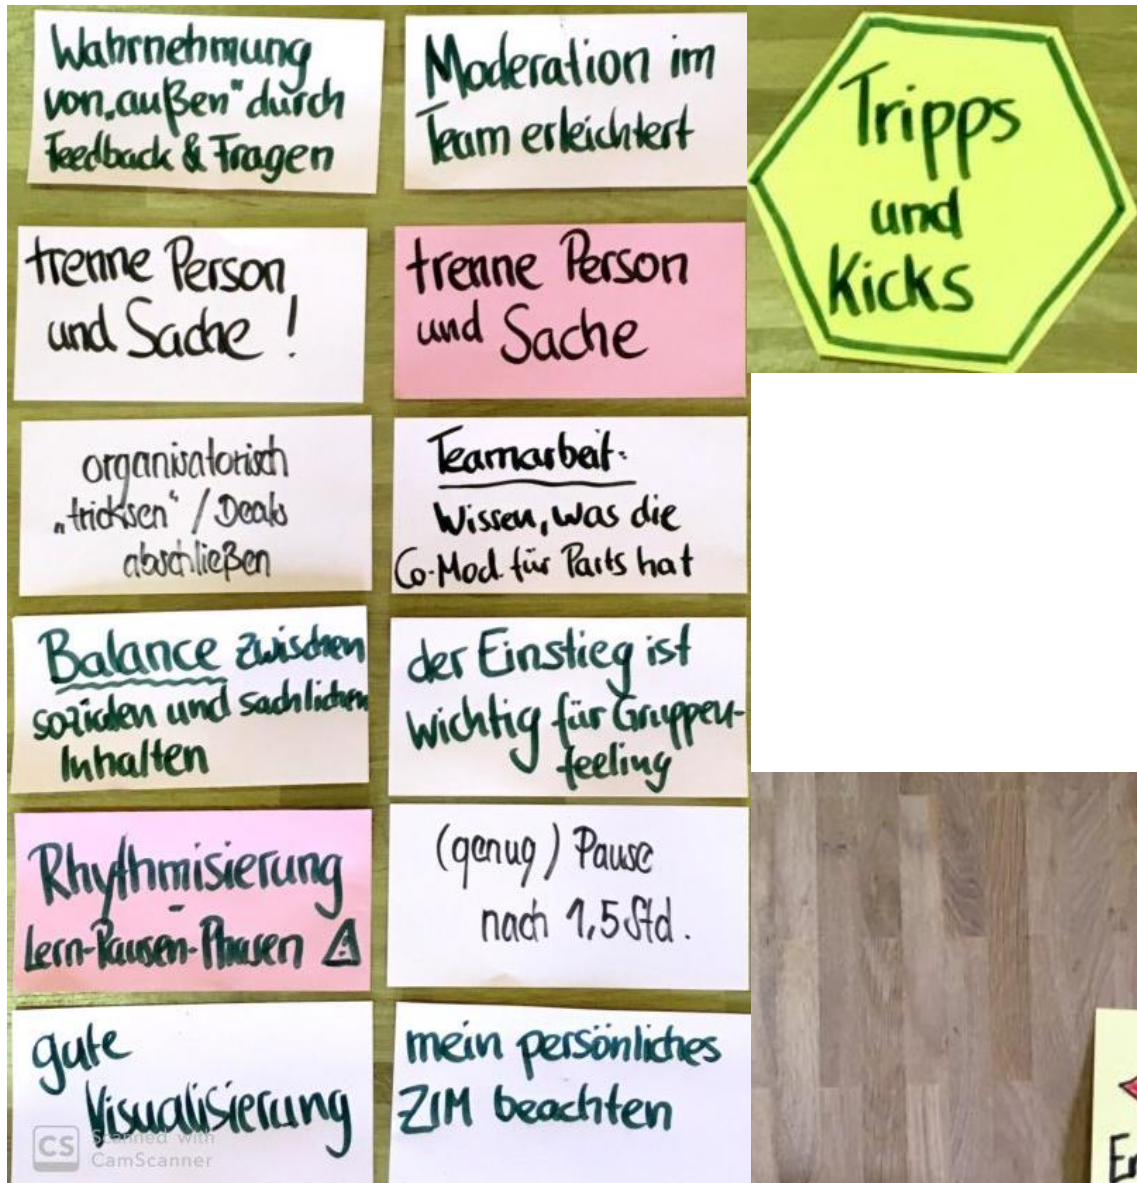 Wahrnehmung
von „außen“ durch
Feedback & Fragen
Moderation im
Team erleichtert
Tripps
und
Kicks
trenne Person
und Sache!
trenne Person
und Sache
organisatorisch
„tricksen“ / Deals
abschließen
Teamarbeit:
Wissen, was die
Co-Mod. für Parts hat
Balance zwischen
sozialen und sachlichen
Inhalten
der Einstieg ist
wichtig für Gruppen-
feeling
Rhythmisierung
-
Lern-Pausen-Phasen
(genug) Pause
nach 1,5 Std.
gute
Visualisierung
mein persönliches
ZIM beachten
CS Scanned with
CamScanner